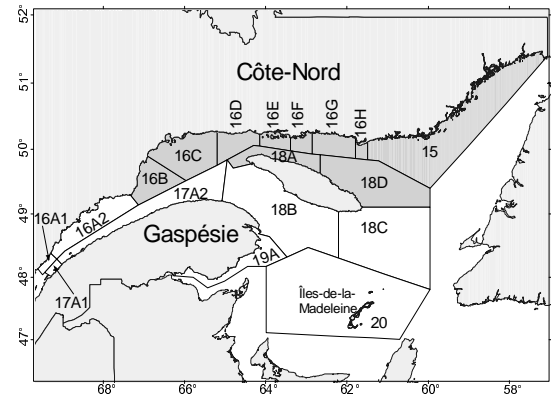 52°
51°
50°
49°
48°
47°
Côte-Nord
16D
16E
16F
16G
16H
15
16C
18A
16B
18D
17A2
16A1
16A2
18B
18C
Gaspésie
19A
17A1
Îles-de-la-
Madeleine
20
68°
66°
64°
62°
60°
58°